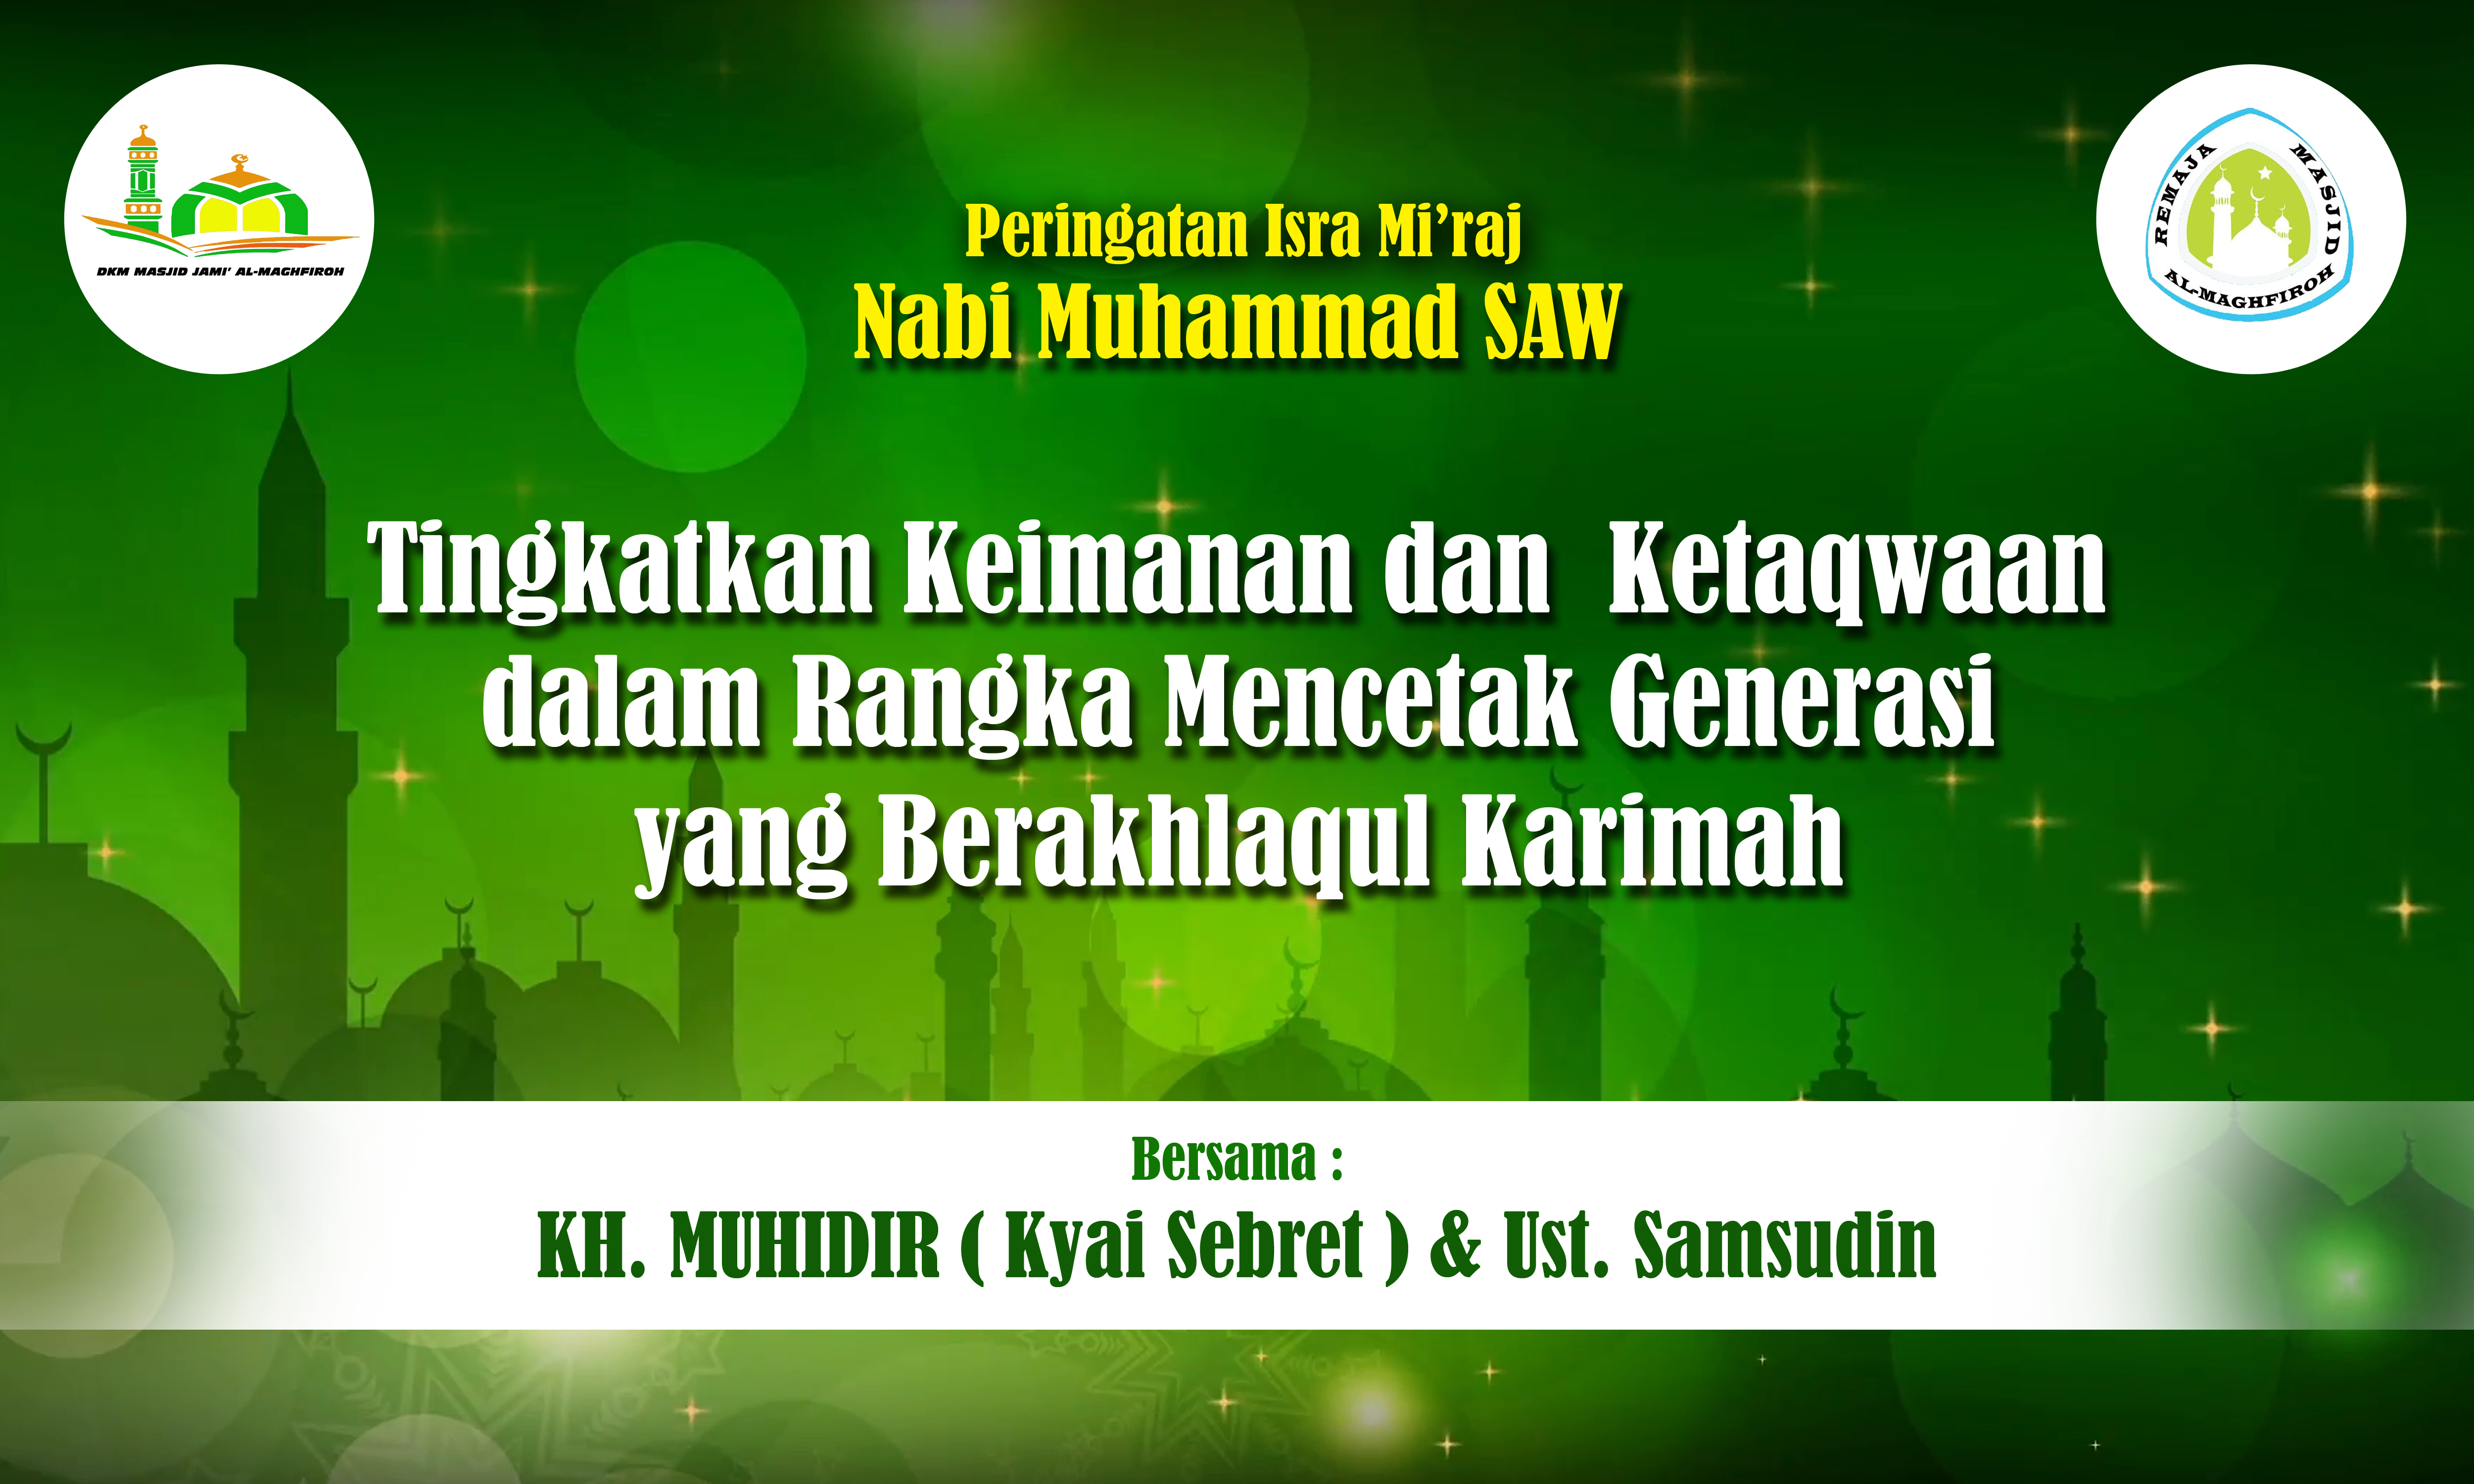 DKM MASJID JAMI' AL-MAGHFIROH
REMAJA MASJID
AL-MAGHFIROH
Peringatan Isra Mi’raj
Nabi Muhammad SAW
Tingkatkan Keimanan dan Ketaqwaan
dalam Rangka Mencetak Generasi
yang Berakhlaqul Karimah
Bersama :
KH. MUHIDIR ( Kyai Sebret ) & Ust. Samsudin